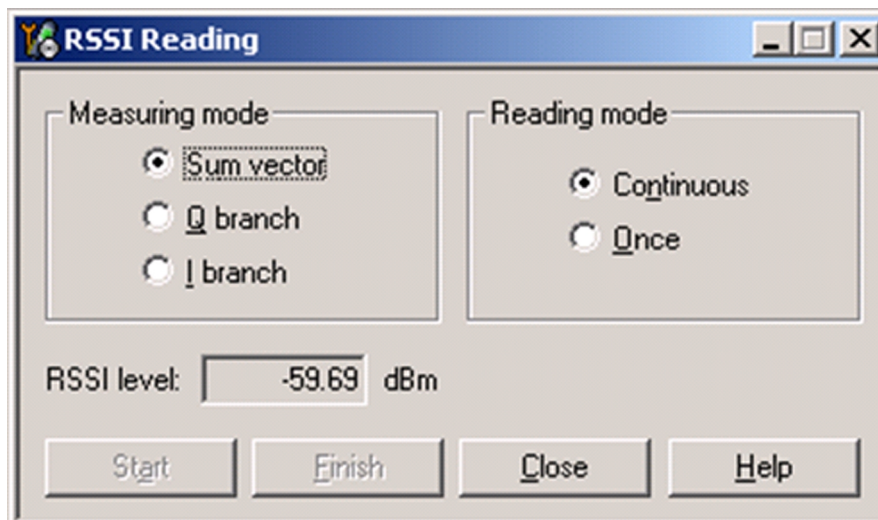 RSSI Reading
Measuring mode
Sum vector
Q branch
I branch
Reading mode
Continuous
Once
RSSI level: -59.69 dBm
Start Finish Close Help